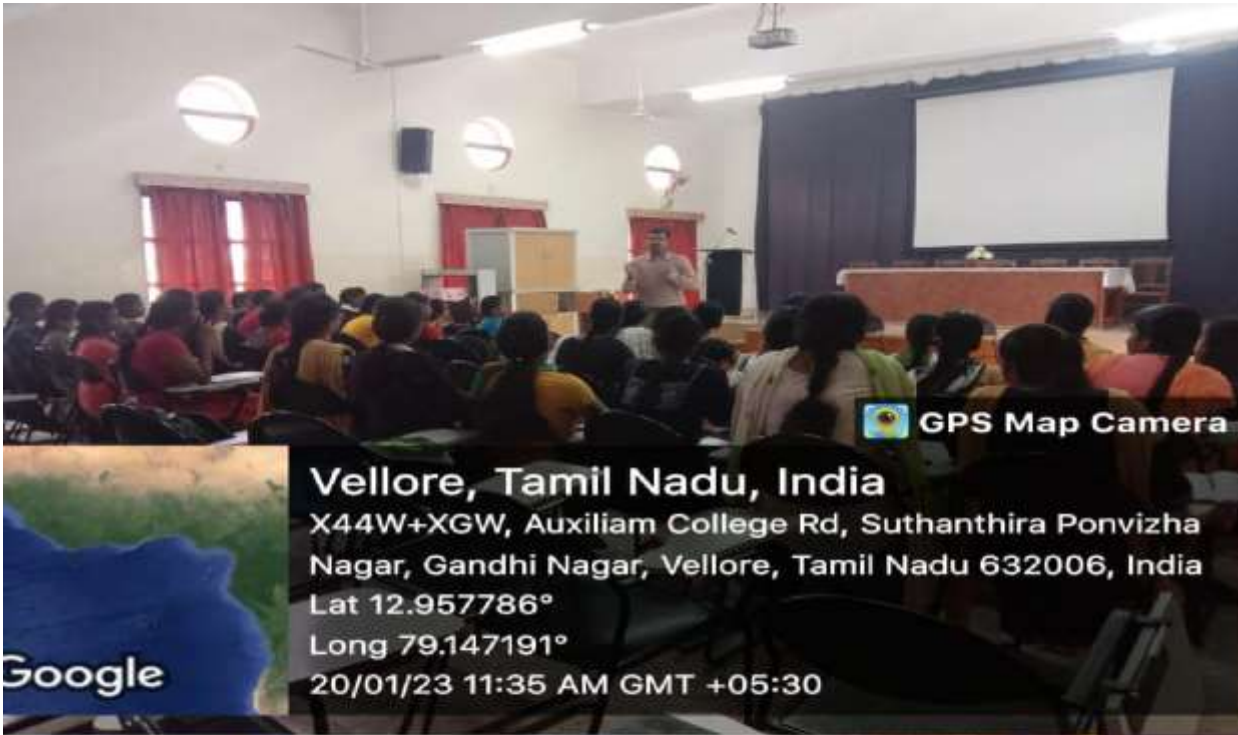 GPS Map Camera
Vellore, Tamil Nadu, India
X44W+XGW, Auxiliam College Rd, Suthanthira Ponvizha
Nagar, Gandhi Nagar, Vellore, Tamil Nadu 632006, India
Lat 12.957786°
Long 79.147191°
20/01/23 11:35 AM GMT +05:30
Google